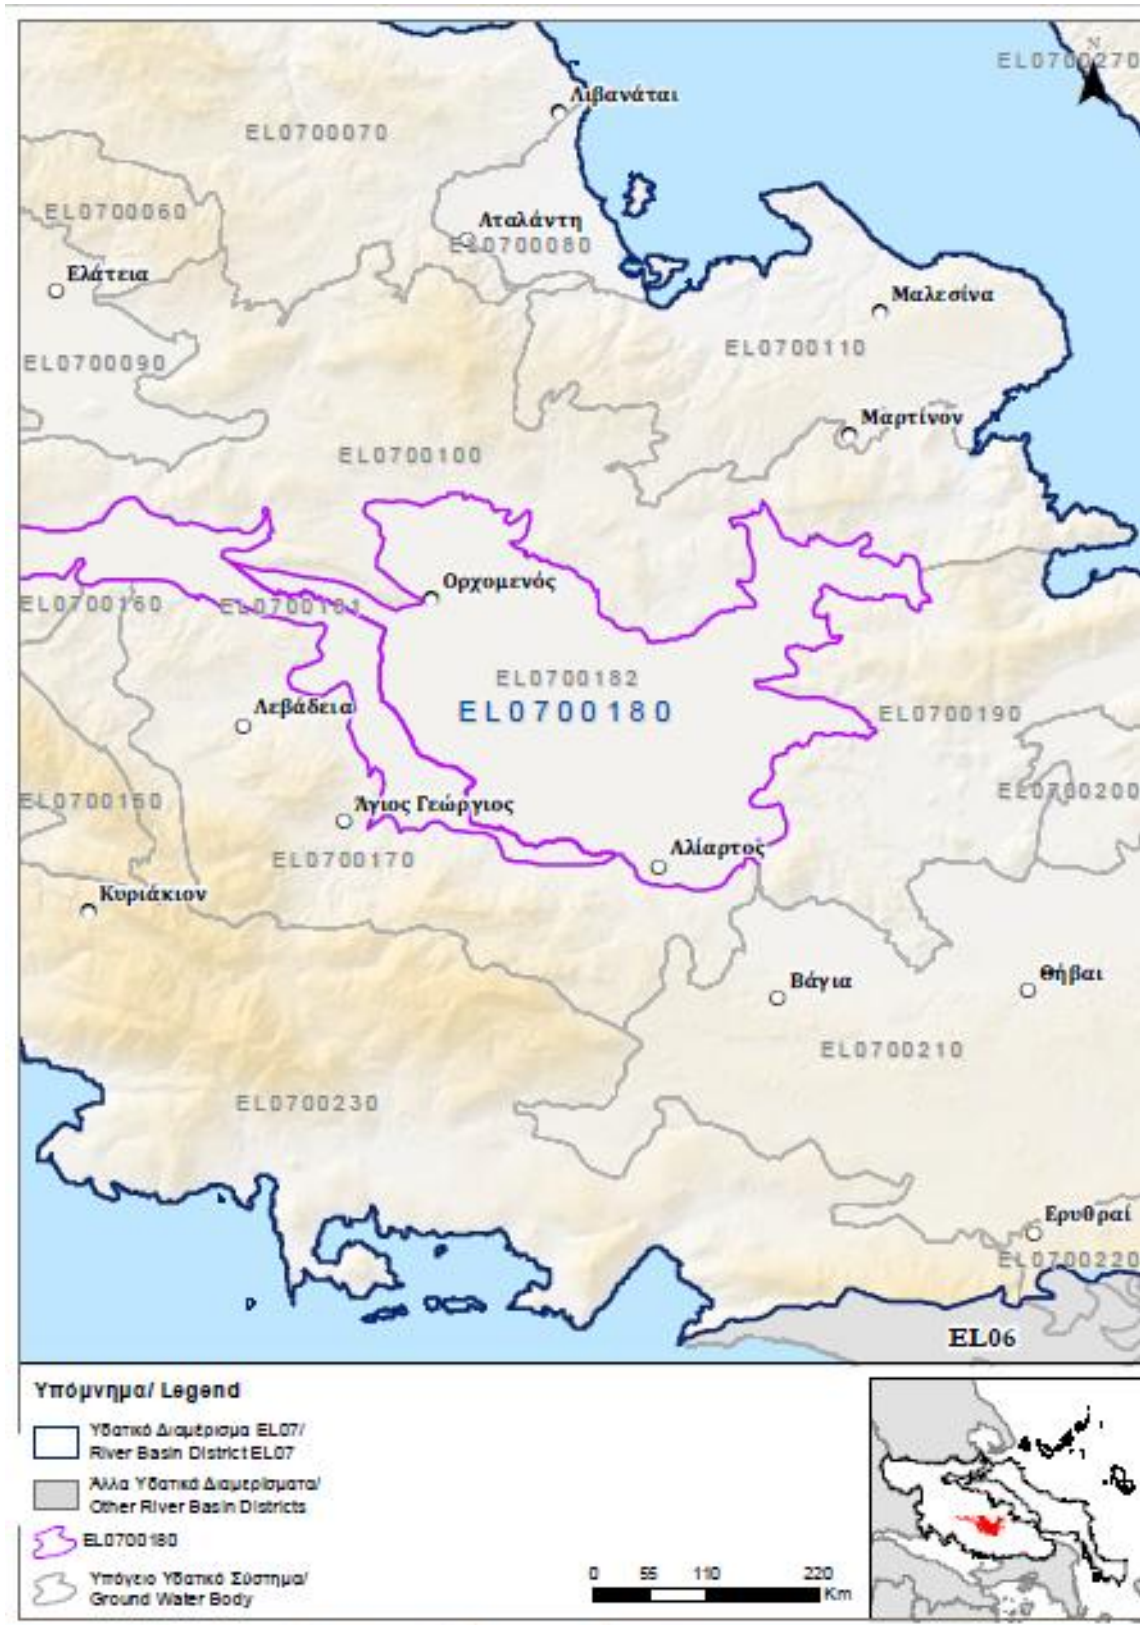 N
EL0700270
Λιβανάται
EL0700070
EL0700060
Αταλάντη
EL0700080
Ελάτεια
Μαλεσίνα
EL0700110
EL0700090
Μαρτίνον
EL0700100
Ορχομενός
EL0700160
EL0700181
EL0700182
EL0700180
Λεβάδεια
EL0700190
EL0700150
EL0700200
Άγιος Γεώργιος
Αλίαρτος
EL0700170
Κυριάκιον
Βάγια
Θήβαι
EL0700210
EL0700230
Ερυθραί
EL0700220
EL06
Υπόμνημα/ Legend
Υδατικό Διαμέρισμα EL07/
River Basin District EL07
Άλλα Υδατικά Διαμερίσματα/
Other River Basin Districts
EL0700180
Υπόγειο Υδατικό Σύστημα/
Ground Water Body
0 55 110 220
Km